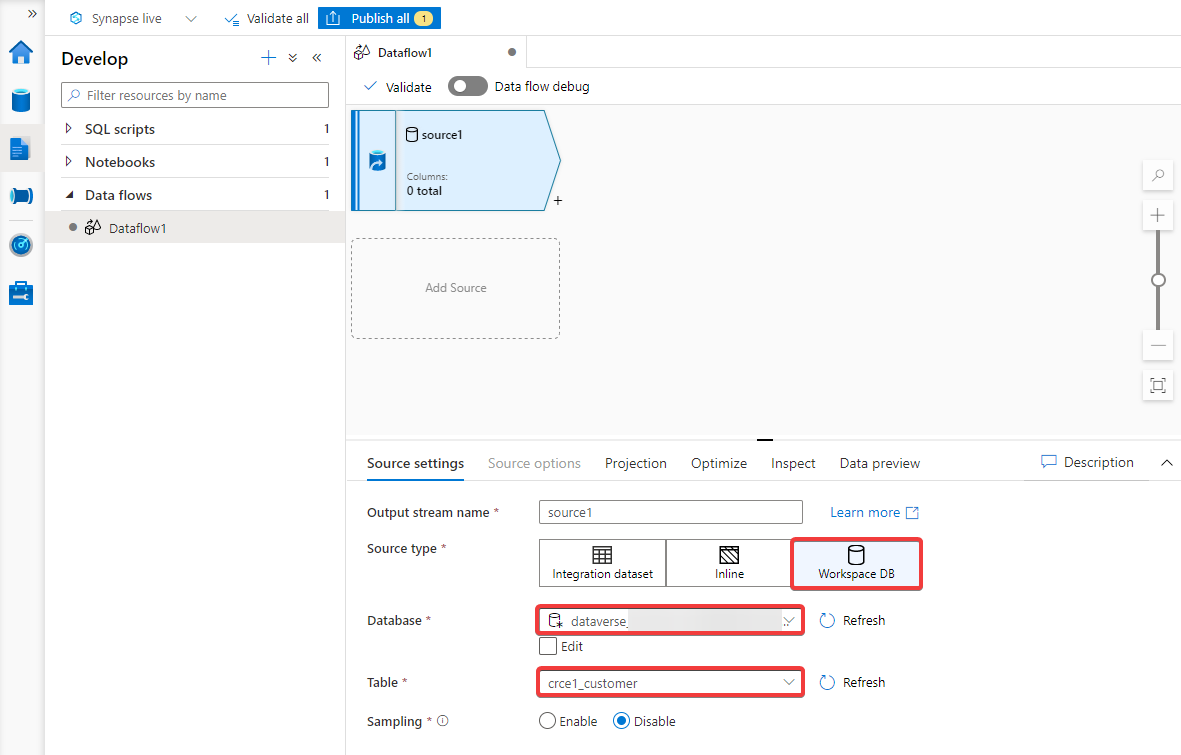 »
Synapse live
Validate all
Publish all 1
Develop
Filter resources by name
SQL scripts 1
Notebooks 1
Data flows 1
Dataflow1
Dataflow1
Validate
Data flow debug
source1
Columns:
0 total
+
Add Source
Source settings
Source options
Projection
Optimize
Inspect
Data preview
Description
Output stream name *
source1
Learn more
Source type *
Integration dataset
Inline
Workspace DB
Database *
dataverse_
Refresh
Edit
Table *
crce1_customer
Refresh
Sampling *
Enable
Disable